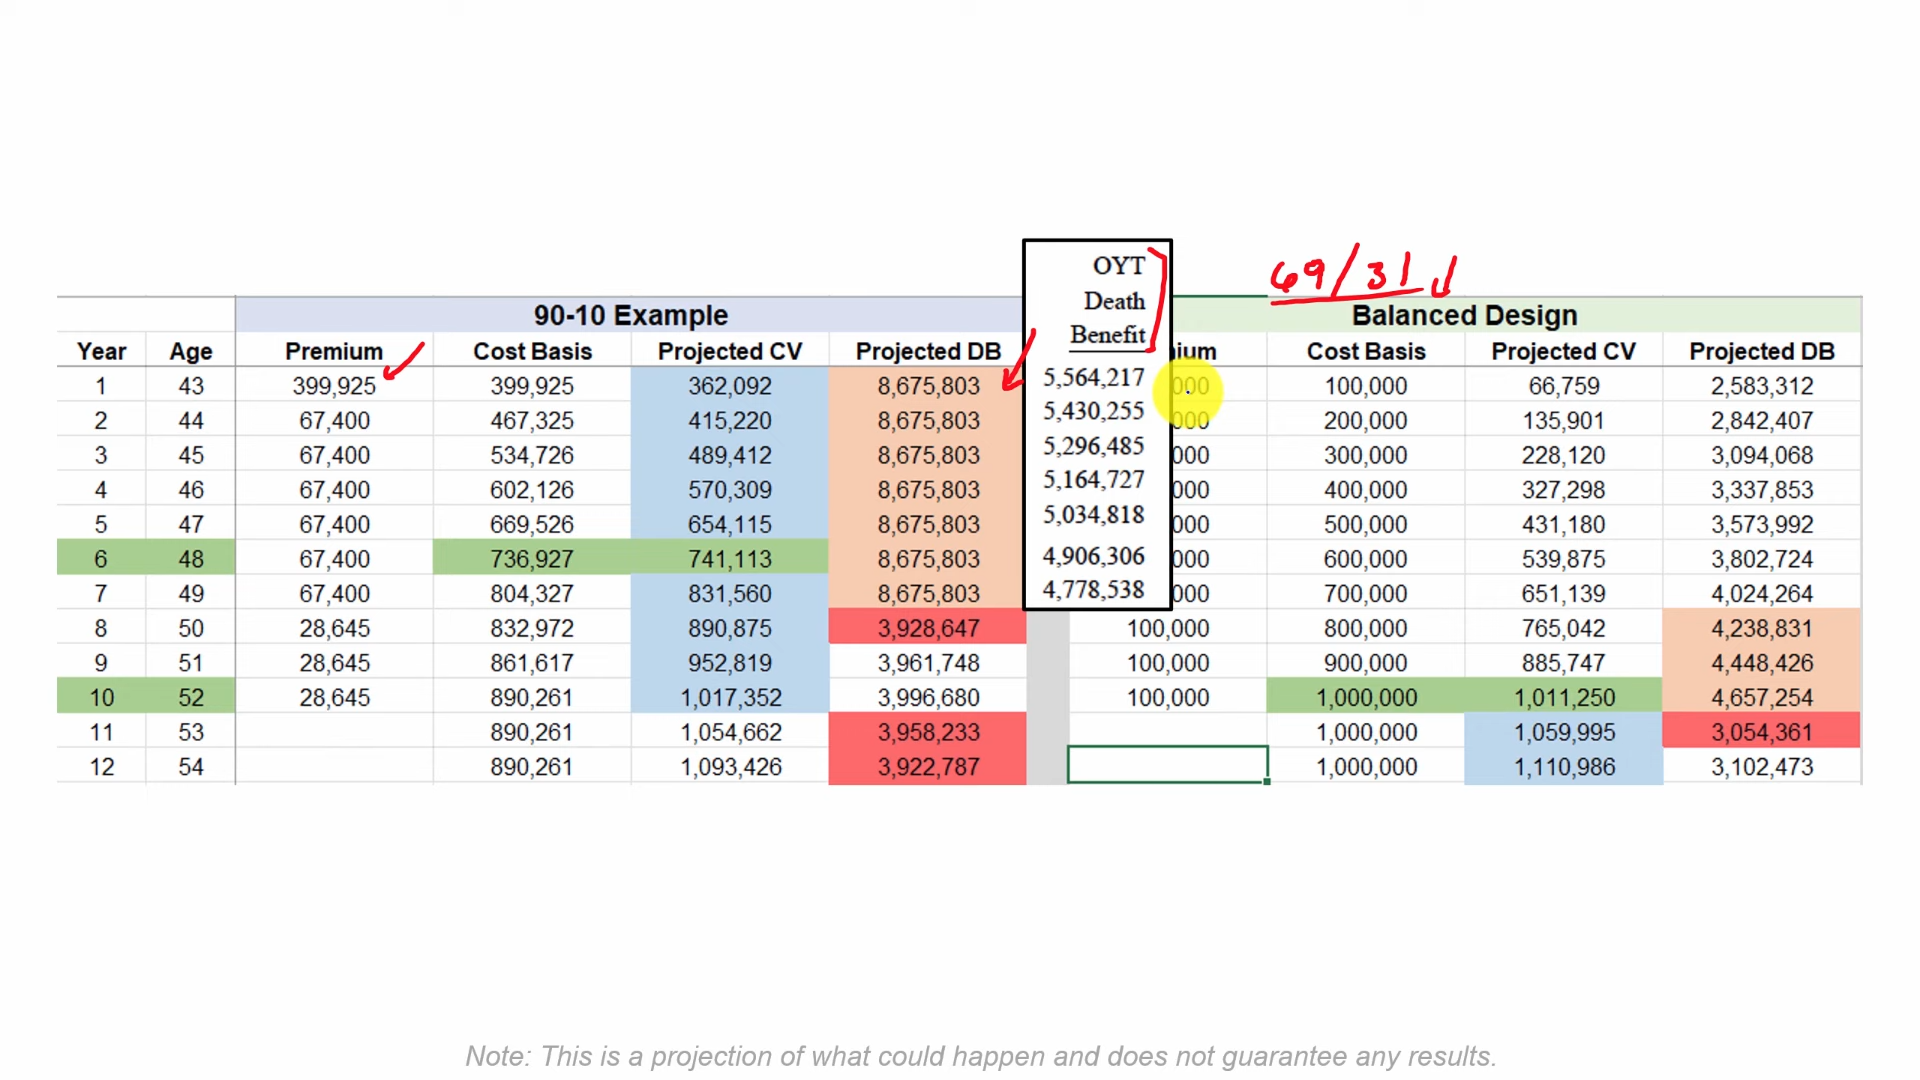 69/31
90-10 Example
Balanced Design
OYT
Death
Benefit
Year Age Premium Cost Basis Projected CV Projected DB Cost Basis Projected CV Projected DB
1 43 399,925 399,925 362,092 8,675,803 5,564,217 100,000 66,759 2,583,312
2 44 67,400 467,325 415,220 8,675,803 5,430,255 200,000 135,901 2,842,407
3 45 67,400 534,726 489,412 8,675,803 5,296,485 300,000 228,120 3,094,068
4 46 67,400 602,126 570,309 8,675,803 5,164,727 400,000 327,298 3,337,853
5 47 67,400 669,526 654,115 8,675,803 5,034,818 500,000 431,180 3,573,992
6 48 67,400 736,927 741,113 8,675,803 4,906,306 600,000 539,875 3,802,724
7 49 67,400 804,327 831,560 8,675,803 4,778,538 700,000 651,139 4,024,264
8 50 28,645 832,972 890,875 3,928,647 100,000 800,000 765,042 4,238,831
9 51 28,645 861,617 952,819 3,961,748 100,000 900,000 885,747 4,448,426
10 52 28,645 890,261 1,017,352 3,996,680 100,000 1,000,000 1,011,250 4,657,254
11 53 890,261 1,054,662 3,958,233 1,000,000 1,059,995 3,054,361
12 54 890,261 1,093,426 3,922,787 1,000,000 1,110,986 3,102,473
Note: This is a projection of what could happen and does not guarantee any results.